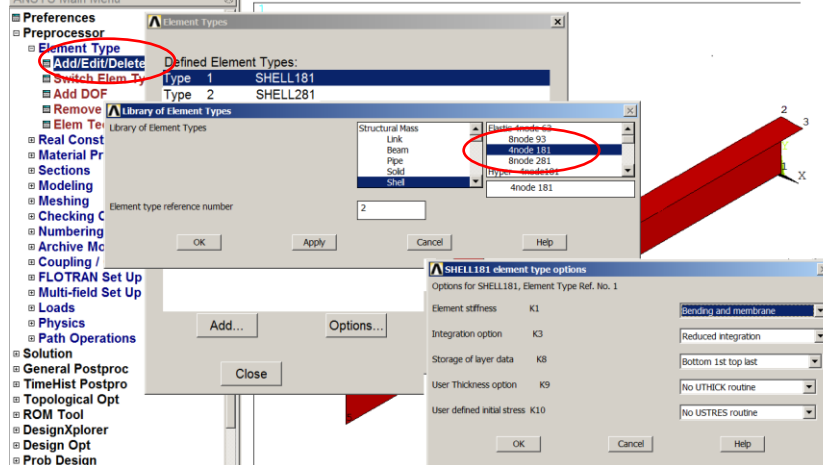 ANSYS Main Menu
Preferences
Preprocessor
Element Type
Add/Edit/Delete
Switch Elem Ty
Add DOF
Remove
Elem Tec
Real Const
Material Pr
Sections
Modeling
Meshing
Checking C
Numbering
Archive Mo
Coupling /
FLOTRAN Set Up
Multi-field Set Up
Loads
Physics
Path Operations
Solution
General Postproc
TimeHist Postpro
Topological Opt
ROM Tool
DesignXplorer
Design Opt
Prob Design
1
Element Types
Defined Element Types:
Type 1 SHELL181
Type 2 SHELL281
Library of Element Types
Library of Element Types
Structural Mass
Link
Beam
Pipe
Solid
Shell
Elastic 4node 63
8node 93
4node 181
8node 281
Hyper 4node181
4node 181
Element type reference number
2
OK Apply Cancel Help
Add... Options...
Close
2
3
Y
1
X
SHELL181 element type options
Options for SHELL181, Element Type Ref. No. 1
Element stiffness K1 Bending and membrane
Integration option K3 Reduced integration
Storage of layer data K8 Bottom 1st top last
User Thickness option K9 No UTHICK routine
User defined initial stress K10 No USTRES routine
OK Cancel Help